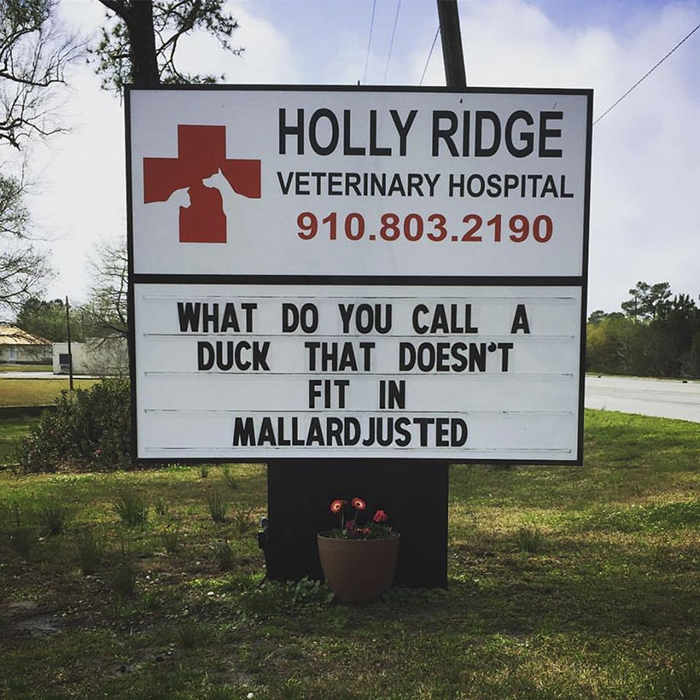 HOLLY RIDGE
VETERINARY HOSPITAL
910.803.2190
WHAT DO YOU CALL A
DUCK THAT DOESN'T
FIT IN
MALLARDJUSTED